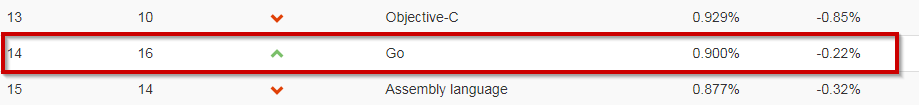 13 10 Objective-C 0.929% -0.85%
14 16 Go 0.900% -0.22%
15 14 Assembly language 0.877% -0.32%